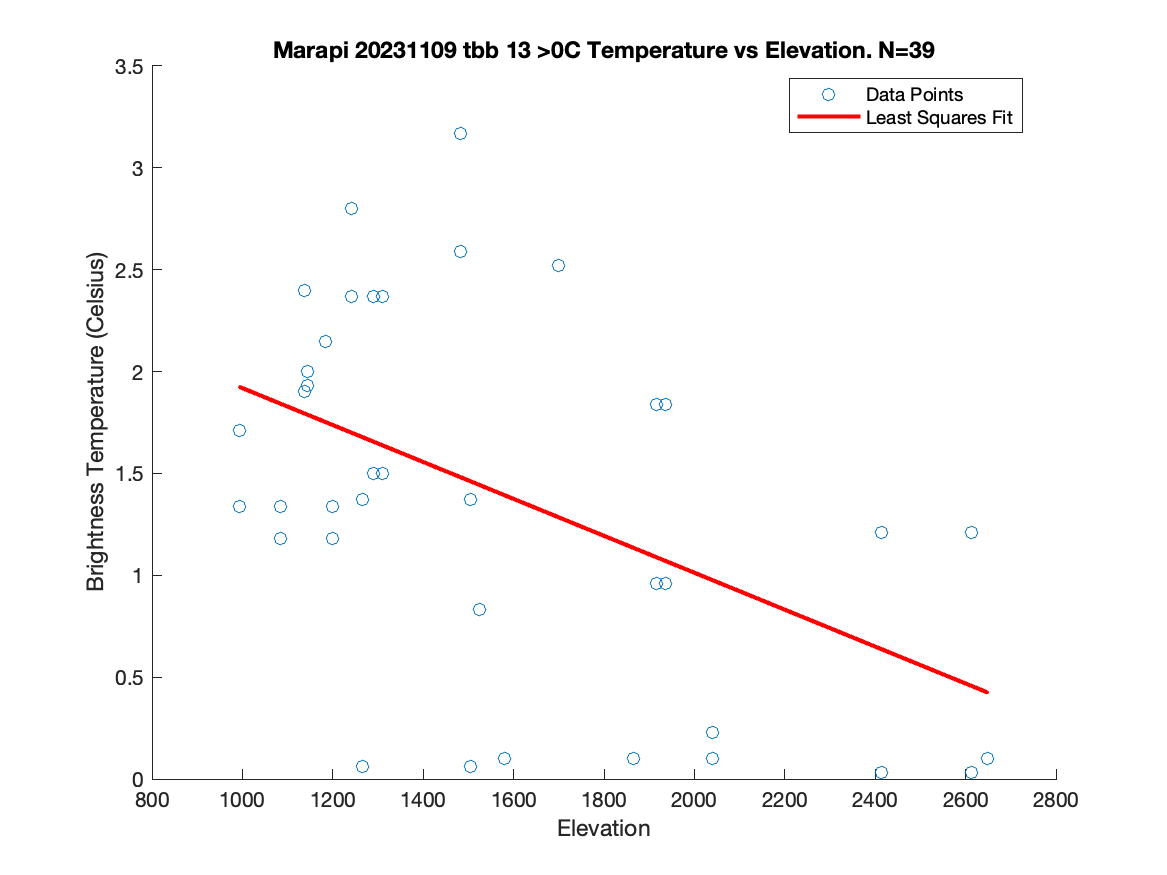 Marapi 20231109 tbb 13 >0C Temperature vs Elevation. N=39
3.5
3
2.5
2
1.5
1
0.5
0
Brightness Temperature (Celsius)
Data Points
Least Squares Fit
800 1000 1200 1400 1600 1800 2000 2200 2400 2600 2800
Elevation